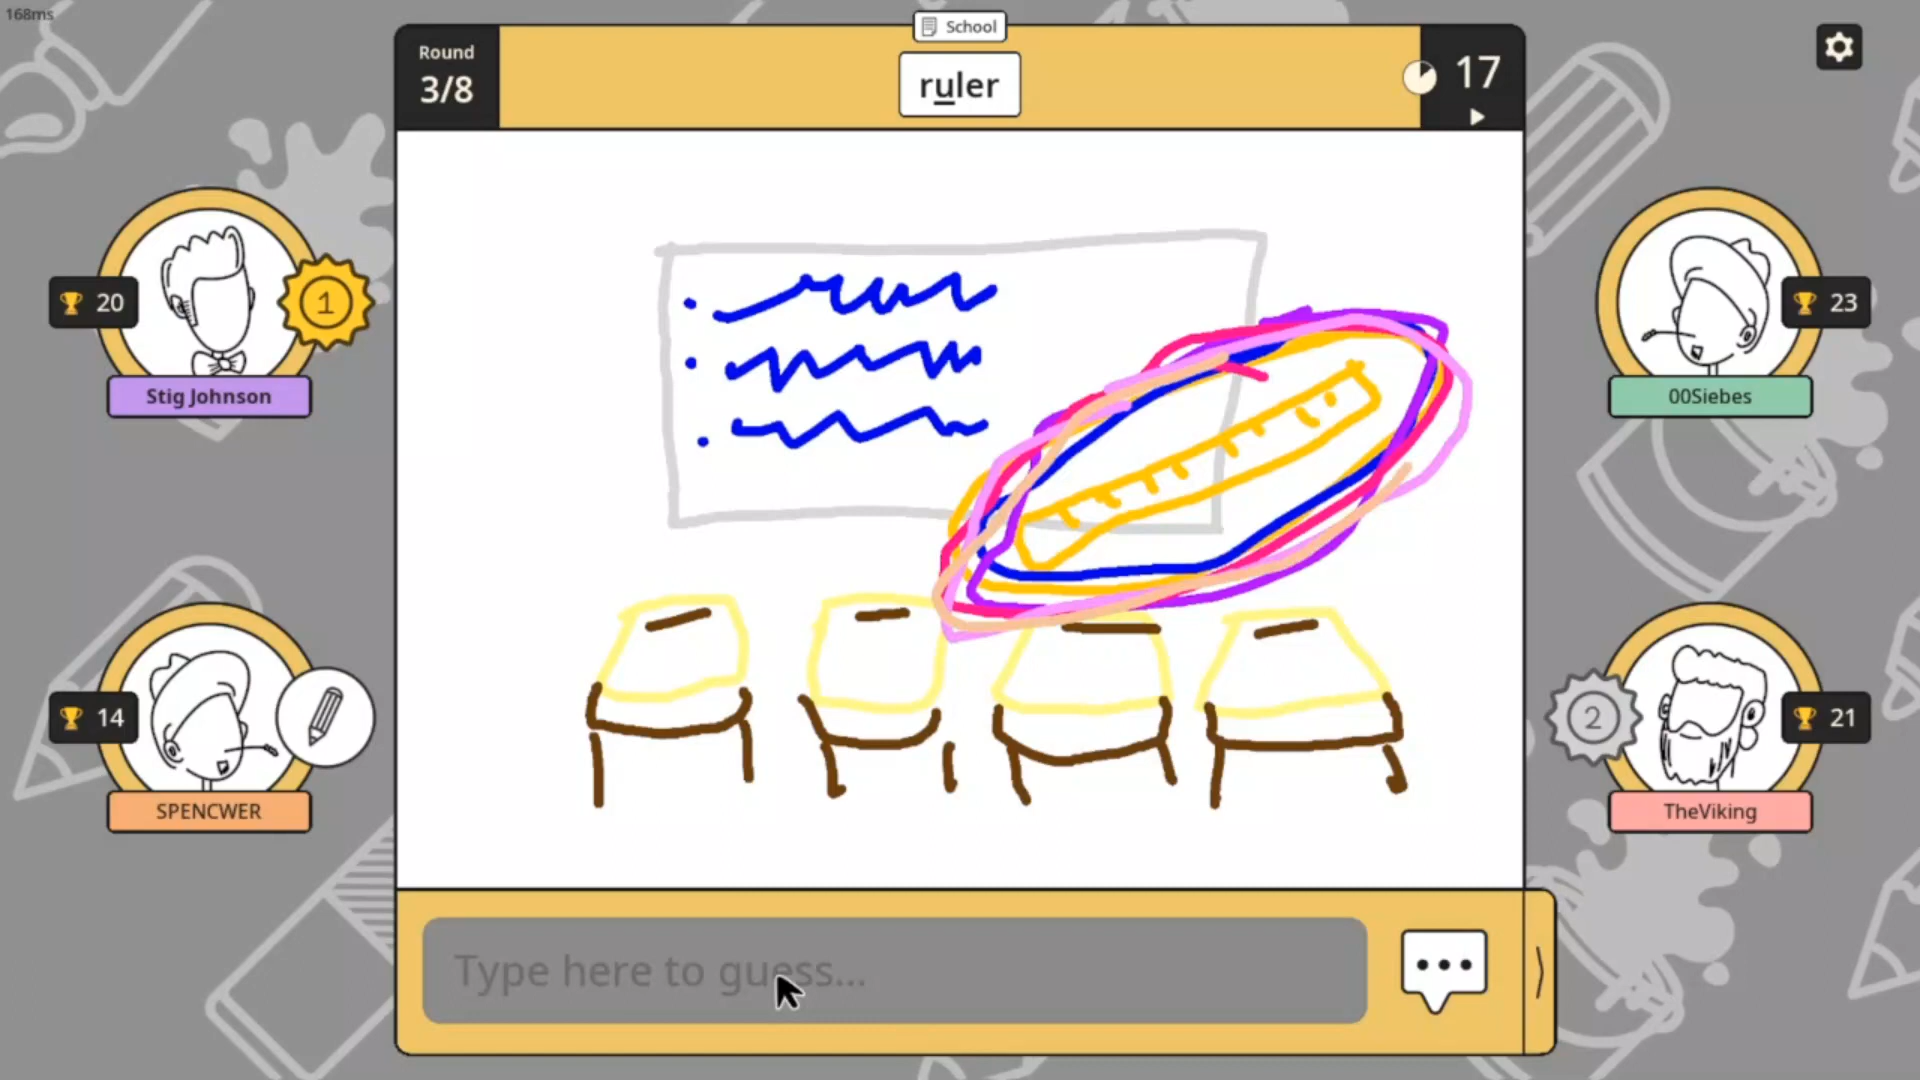 168ms
School
Round
3/8
ruler
17
20
1
Stig Johnson
23
00Siebes
14
SPENCWER
2
21
TheViking
Type here to guess...